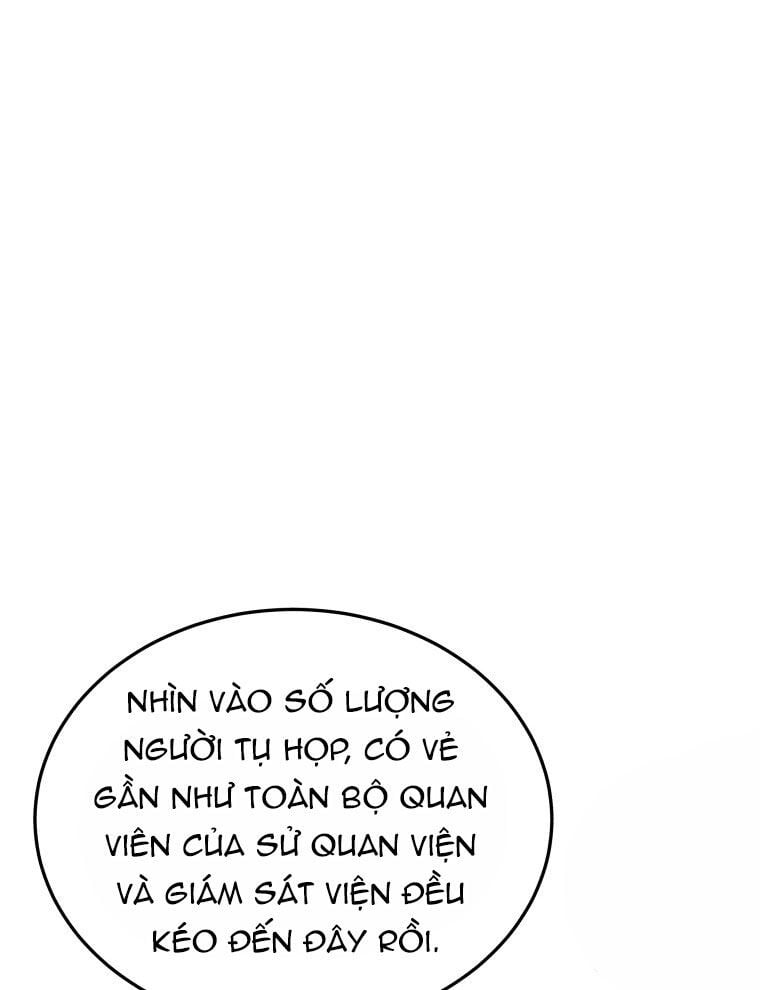 NHÌN VÀO SỐ LƯỢNG
NGƯỜI TỤ HỌP, CÓ VẺ
GẦN NHƯ TOÀN BỘ QUAN
VIÊN CỦA SỬ QUAN VIỆN
VÀ GIÁM SÁT VIỆN ĐỀU
KÉO ĐẾN ĐÂY RỒI.